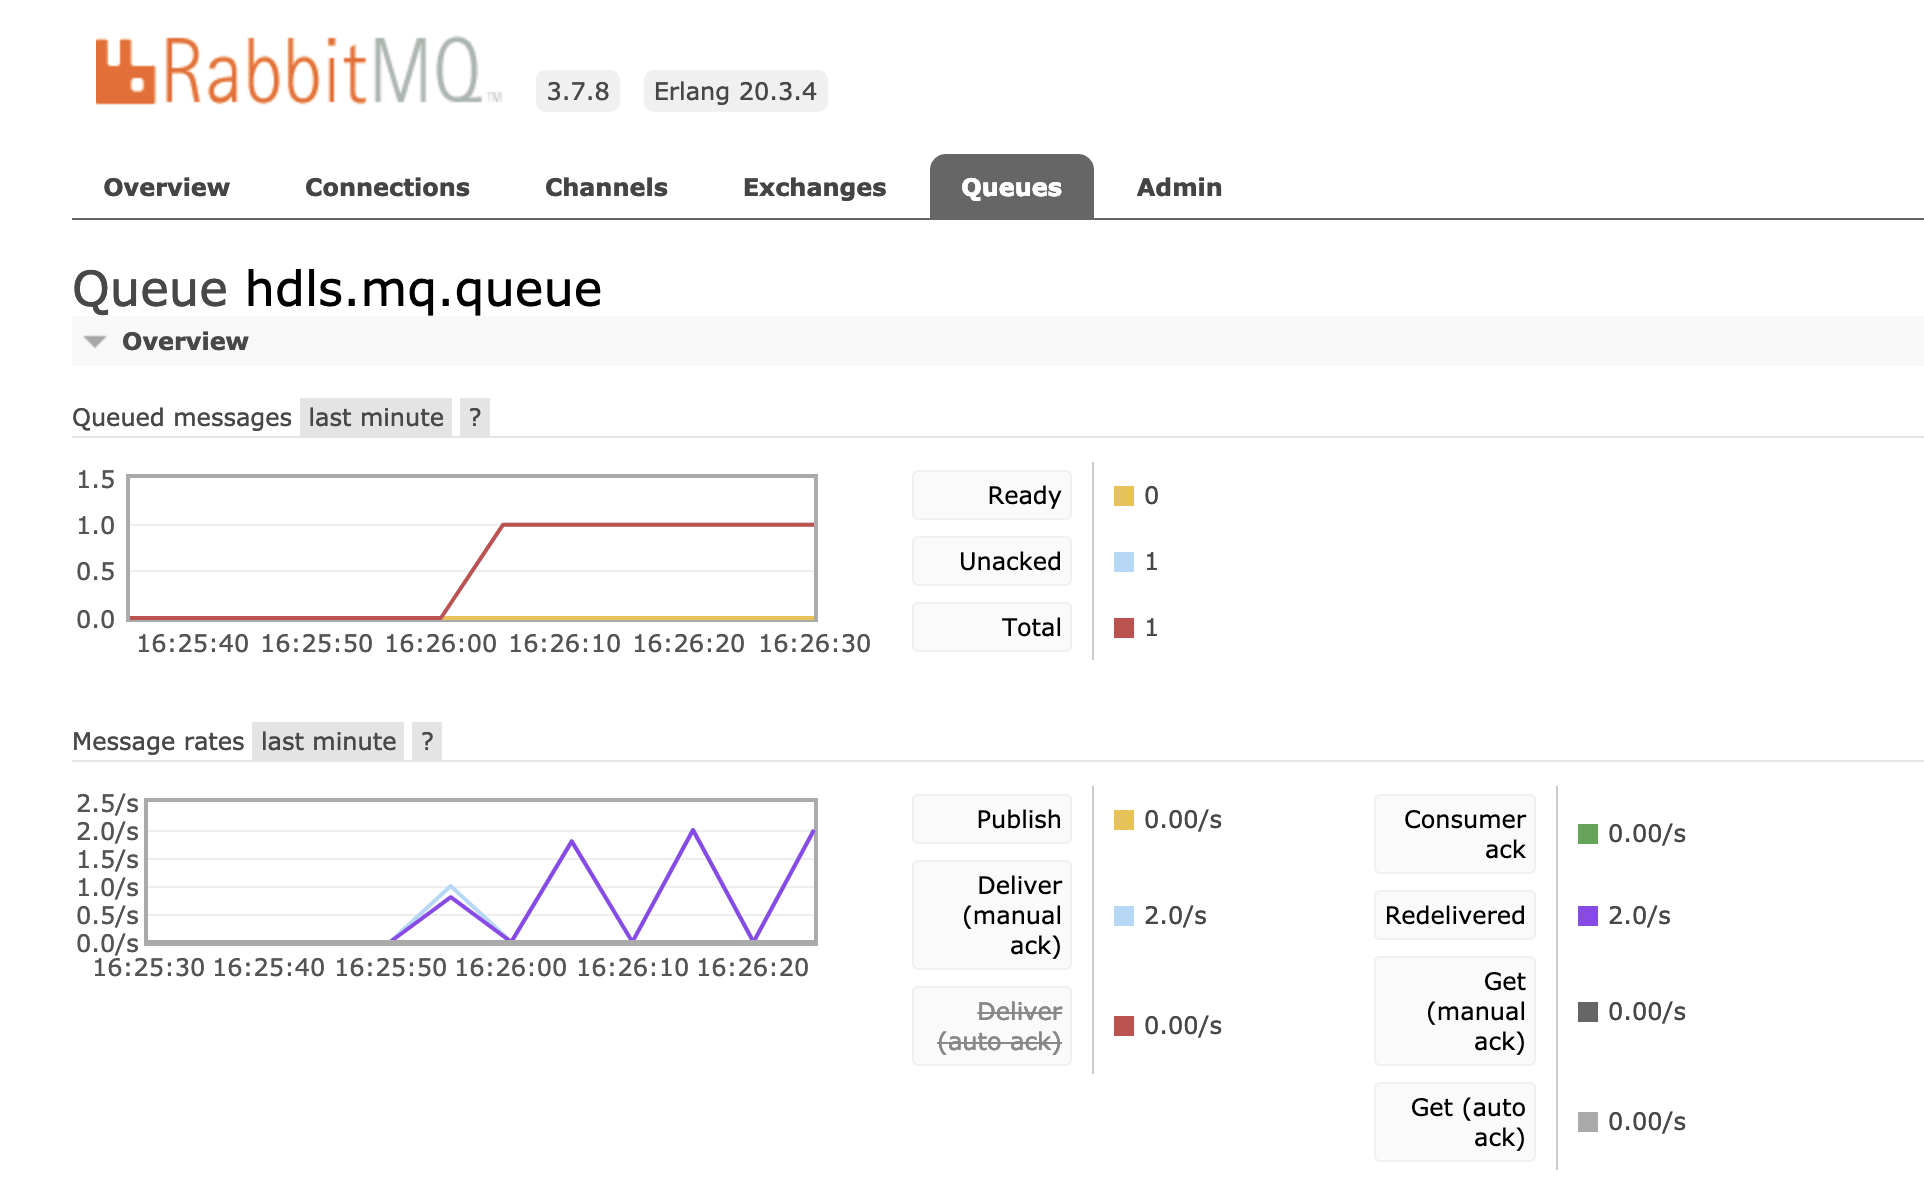 RabbitMQ™ 3.7.8 Erlang 20.3.4
Overview Connections Channels Exchanges Queues Admin
Queue hdls.mq.queue
Overview
Queued messages last minute ?
1.5
1.0
0.5
0.0
16:25:40 16:25:50 16:26:00 16:26:10 16:26:20 16:26:30
Ready 0
Unacked 1
Total 1
Message rates last minute ?
2.5/s
2.0/s
1.5/s
1.0/s
0.5/s
0.0/s
16:25:30 16:25:40 16:25:50 16:26:00 16:26:10 16:26:20
Publish 0.00/s
Deliver
(manual 2.0/s
ack)
Deliver
(auto ack) 0.00/s
Consumer
ack 0.00/s
Redelivered 2.0/s
Get
(manual 0.00/s
ack)
Get (auto
ack) 0.00/s